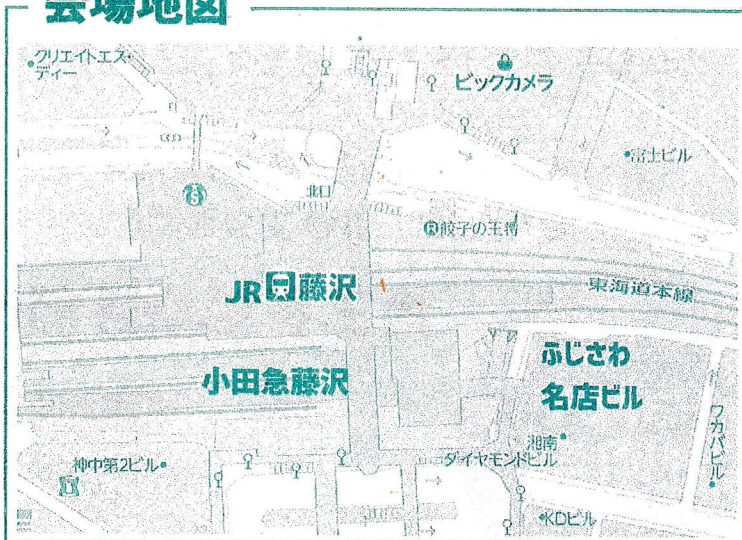 会場地図
クリエイトエス・
ディー
ビックカメラ
富士ビル
北口
S
R餃子の王将
JR藤沢
東海道本線
小田急藤沢
ふじさわ
名店ビル
湘南
ダイヤモンドビル
ワカバビル
神中第2ビル
KDビル